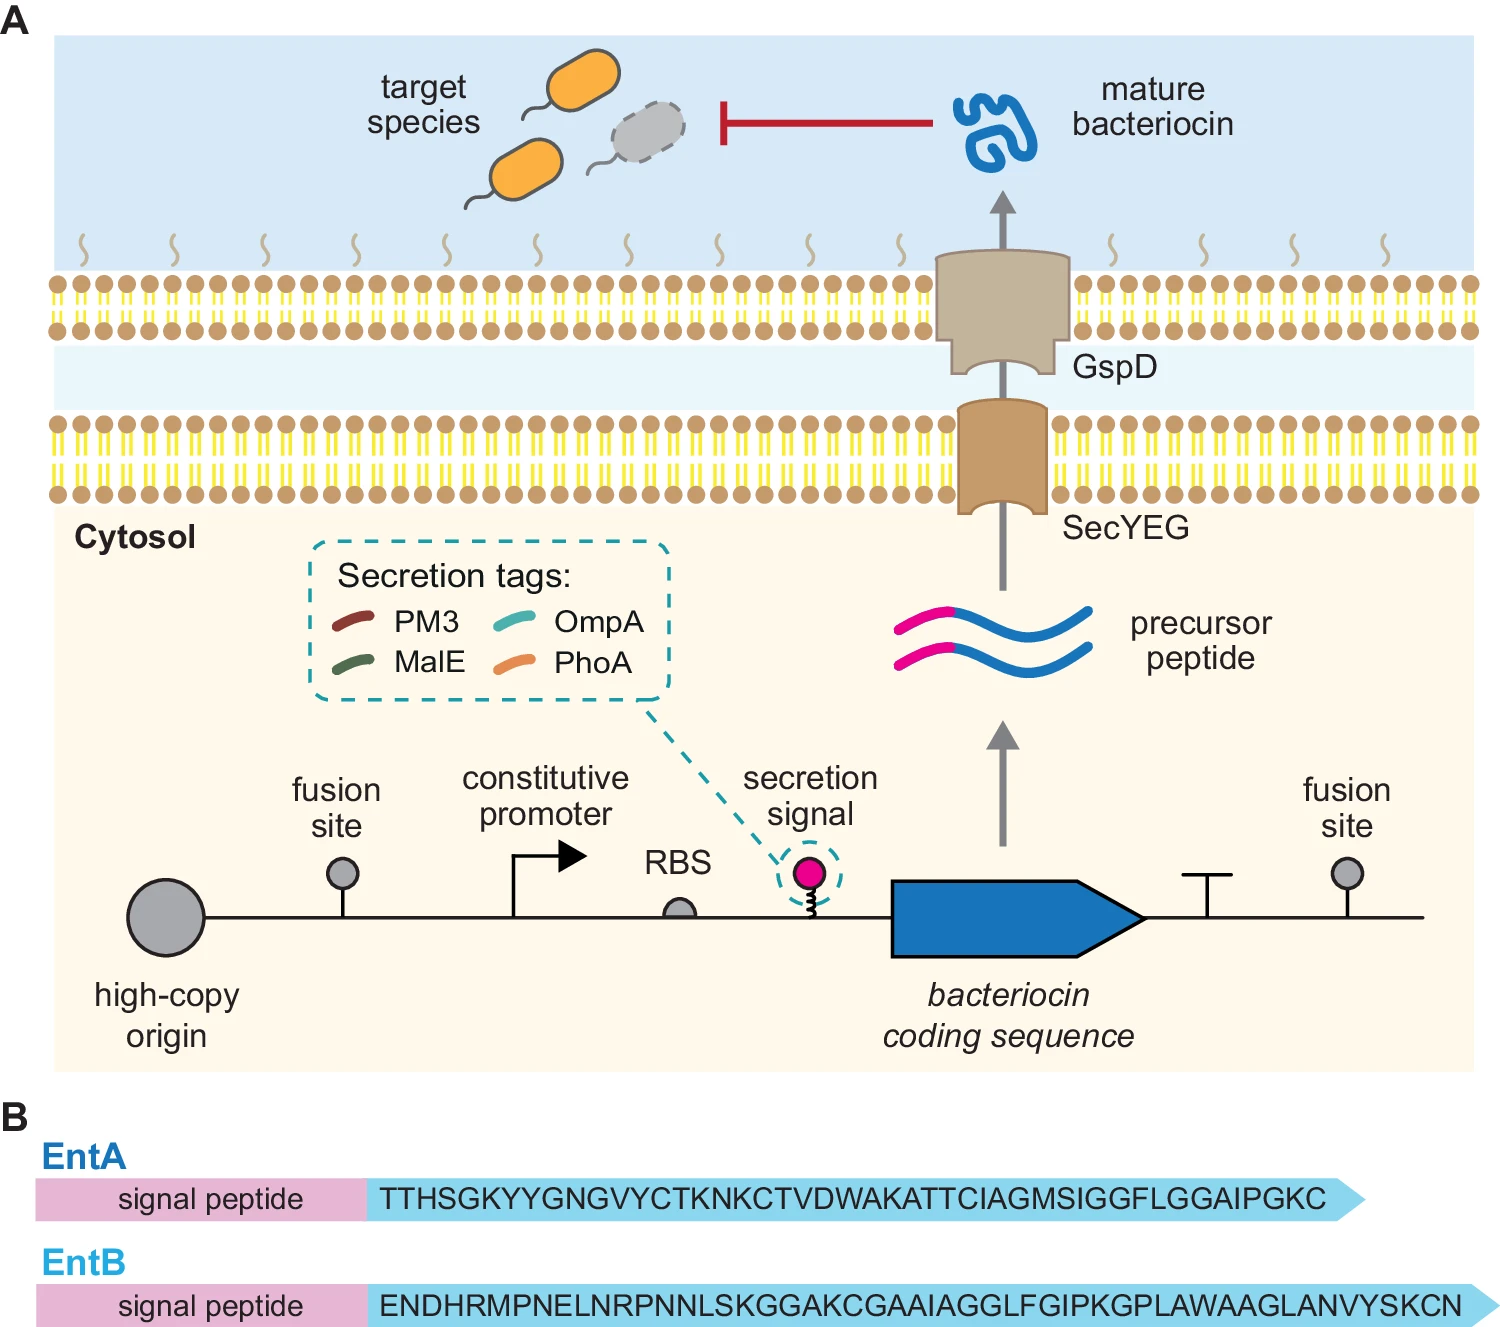 A
target
species
mature
bacteriocin
GspD
SecYEG
Cytosol
Secretion tags:
PM3
OmpA
MalE
PhoA
precursor
peptide
fusion
site
constitutive
promoter
RBS
secretion
signal
fusion
site
high-copy
origin
bacteriocin
coding sequence
B
EntA
signal peptide TTHSGKYYGNGVYCTKNKCTVDWAKATTCIAGMSIGGFLGGAIPGKC
EntB
signal peptide ENDHRMPNELNRPNNLSKGGAKCGAAIAGGLFGIPKGPLAWAAGLANVYSKCN